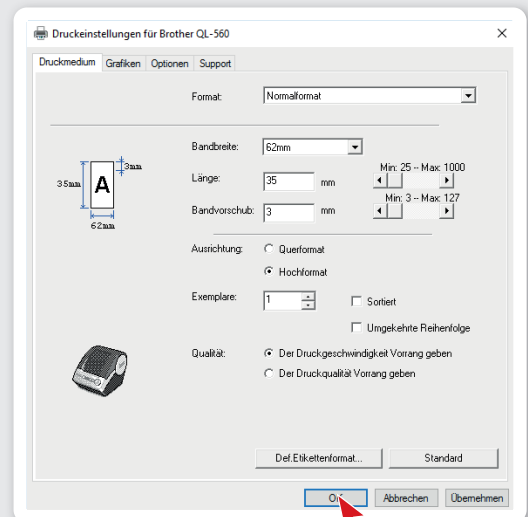 Druckeinstellungen für Brother QL-560
Druckmedium Grafiken Optionen Support
Format: Normalformat
Bandbreite: 62mm
Länge: 35 mm Min: 25 -- Max: 1000
Bandvorschub: 3 mm Min: 3 -- Max: 127
3mm
35mm A
62mm
Ausrichtung: Querformat
Hochformat
Exemplare: 1 Sortiert
Umgekehrte Reihenfolge
Qualität: Der Druckgeschwindigkeit Vorrang geben
Der Druckqualität Vorrang geben
Def.Etikettenformat... Standard
Abbrechen Übernehmen